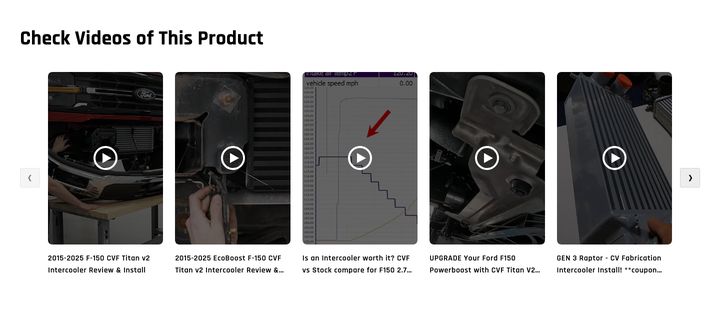 Check Videos of This Product
Ford
vehicle speed mph 0.00
2015-2025 F-150 CVF Titan v2
Intercooler Review & Install
2015-2025 EcoBoost F-150 CVF
Titan v2 Intercooler Review &...
Is an Intercooler worth it? CVF
vs Stock compare for F150 2.7...
UPGRADE Your Ford F150
Powerboost with CVF Titan V2...
GEN 3 Raptor - CV Fabrication
Intercooler Install! **coupon...